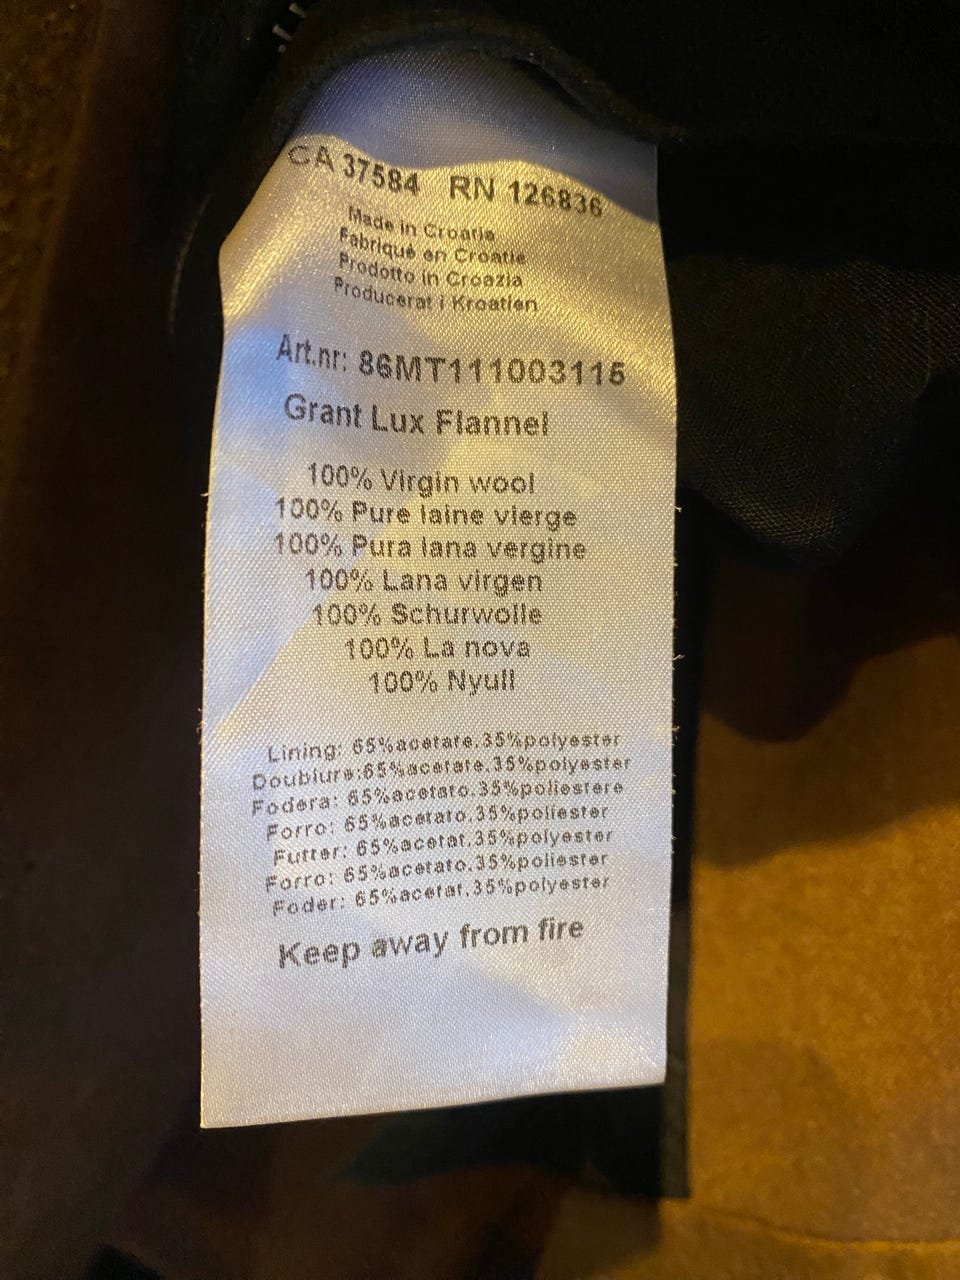 CA 37584 RN 126836
Made in Croatia
Fabriqué en Croatie
Prodotto in Croazia
Producerat i Kroatien
Art.nr: 86MT111003115
Grant Lux Flannel
100% Virgin wool
100% Pure laine vierge
100% Pura lana vergine
100% Lana virgen
100% Schurwolle
100% La nova
100% Nyull
Lining: 65%acetate.35%polyester
Doublure:65%acetate.35%polyester
Fodera: 65%acetato.35%poliestere
Forro: 65%acetato.35%poliester
Futter: 65%acetat.35%polyester
Forro: 65%acetato.35%poliester
Foder: 65%acetat.35%polyester
Keep away from fire